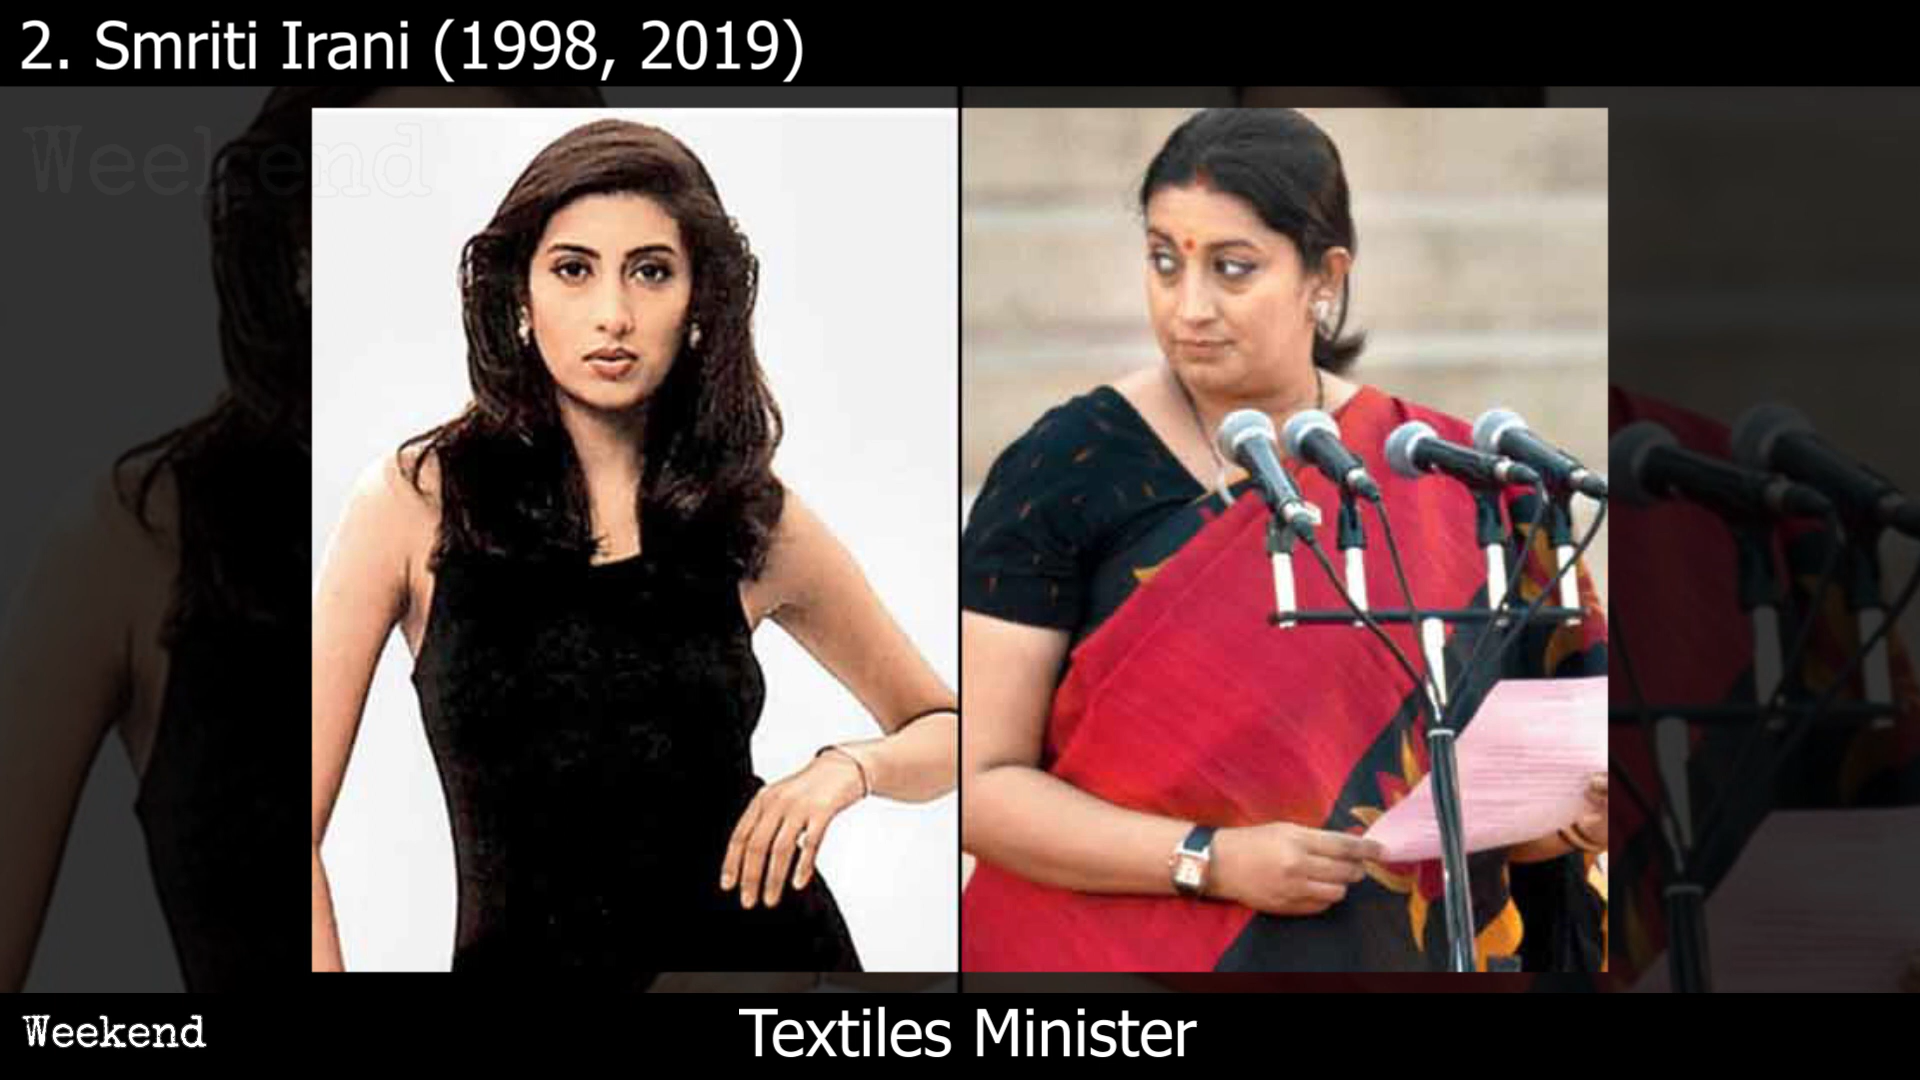 2. Smriti Irani (1998, 2019)
Weekend
Weekend
Textiles Minister